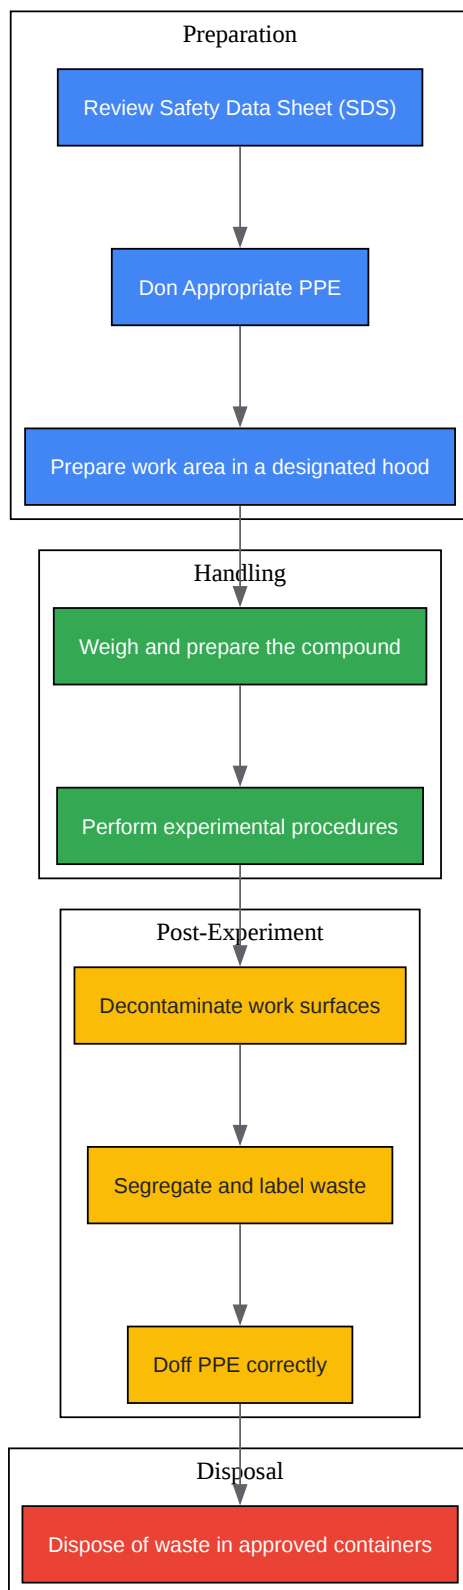 Preparation
Review Safety Data Sheet (SDS)
Don Appropriate PPE
Prepare work area in a designated hood
Handling
Weigh and prepare the compound
Perform experimental procedures
Post-Experiment
Decontaminate work surfaces
Segregate and label waste
Doff PPE correctly
Disposal
Dispose of waste in approved containers